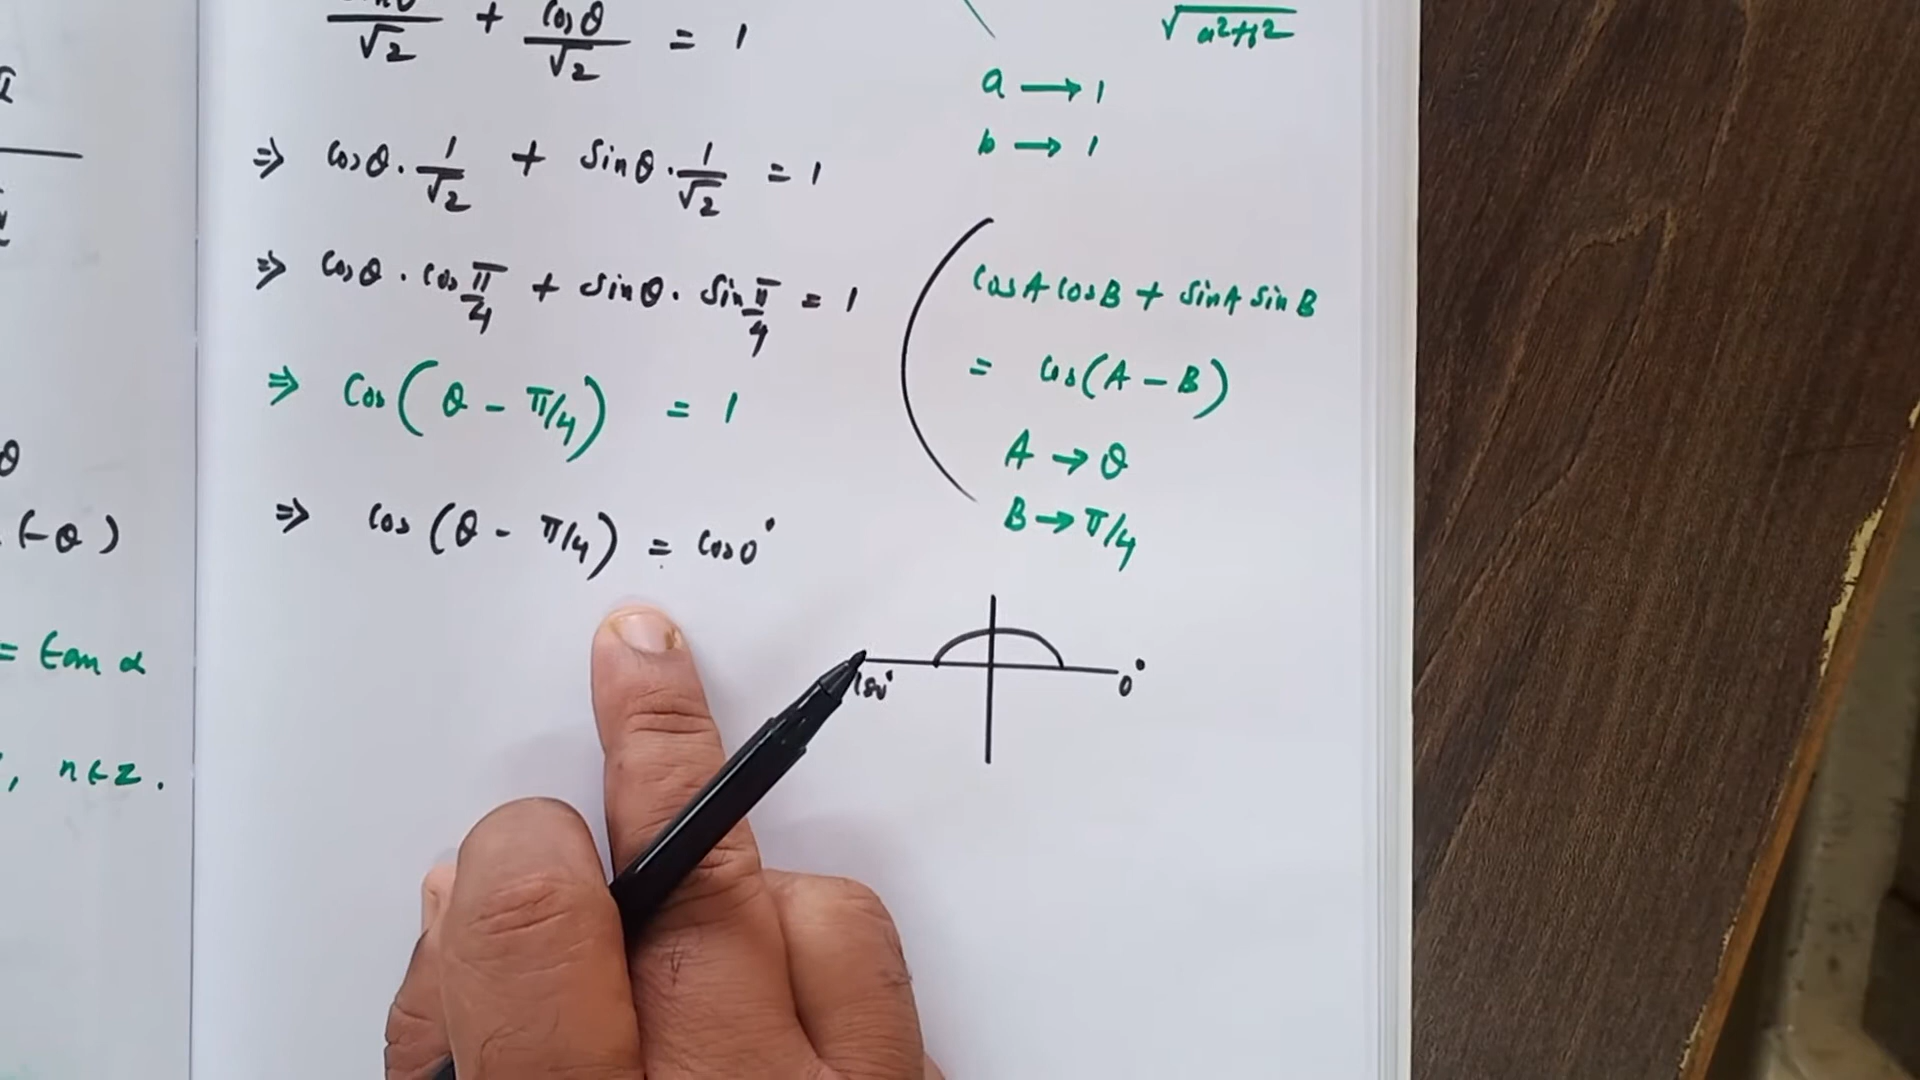 sinθ/√2 + cosθ/√2 = 1
⇒ cosθ · 1/√2 + sinθ · 1/√2 = 1
⇒ cosθ · cos π/4 + sinθ · sin π/4 = 1
⇒ cos(θ - π/4) = 1
⇒ cos(θ - π/4) = cos0°
√a²+b²
a → 1
b → 1
cosA cosB + sinA sinB
= cos(A - B)
A → θ
B → π/4
180°
0°
θ
(-θ)
= tan α
, n∈z.